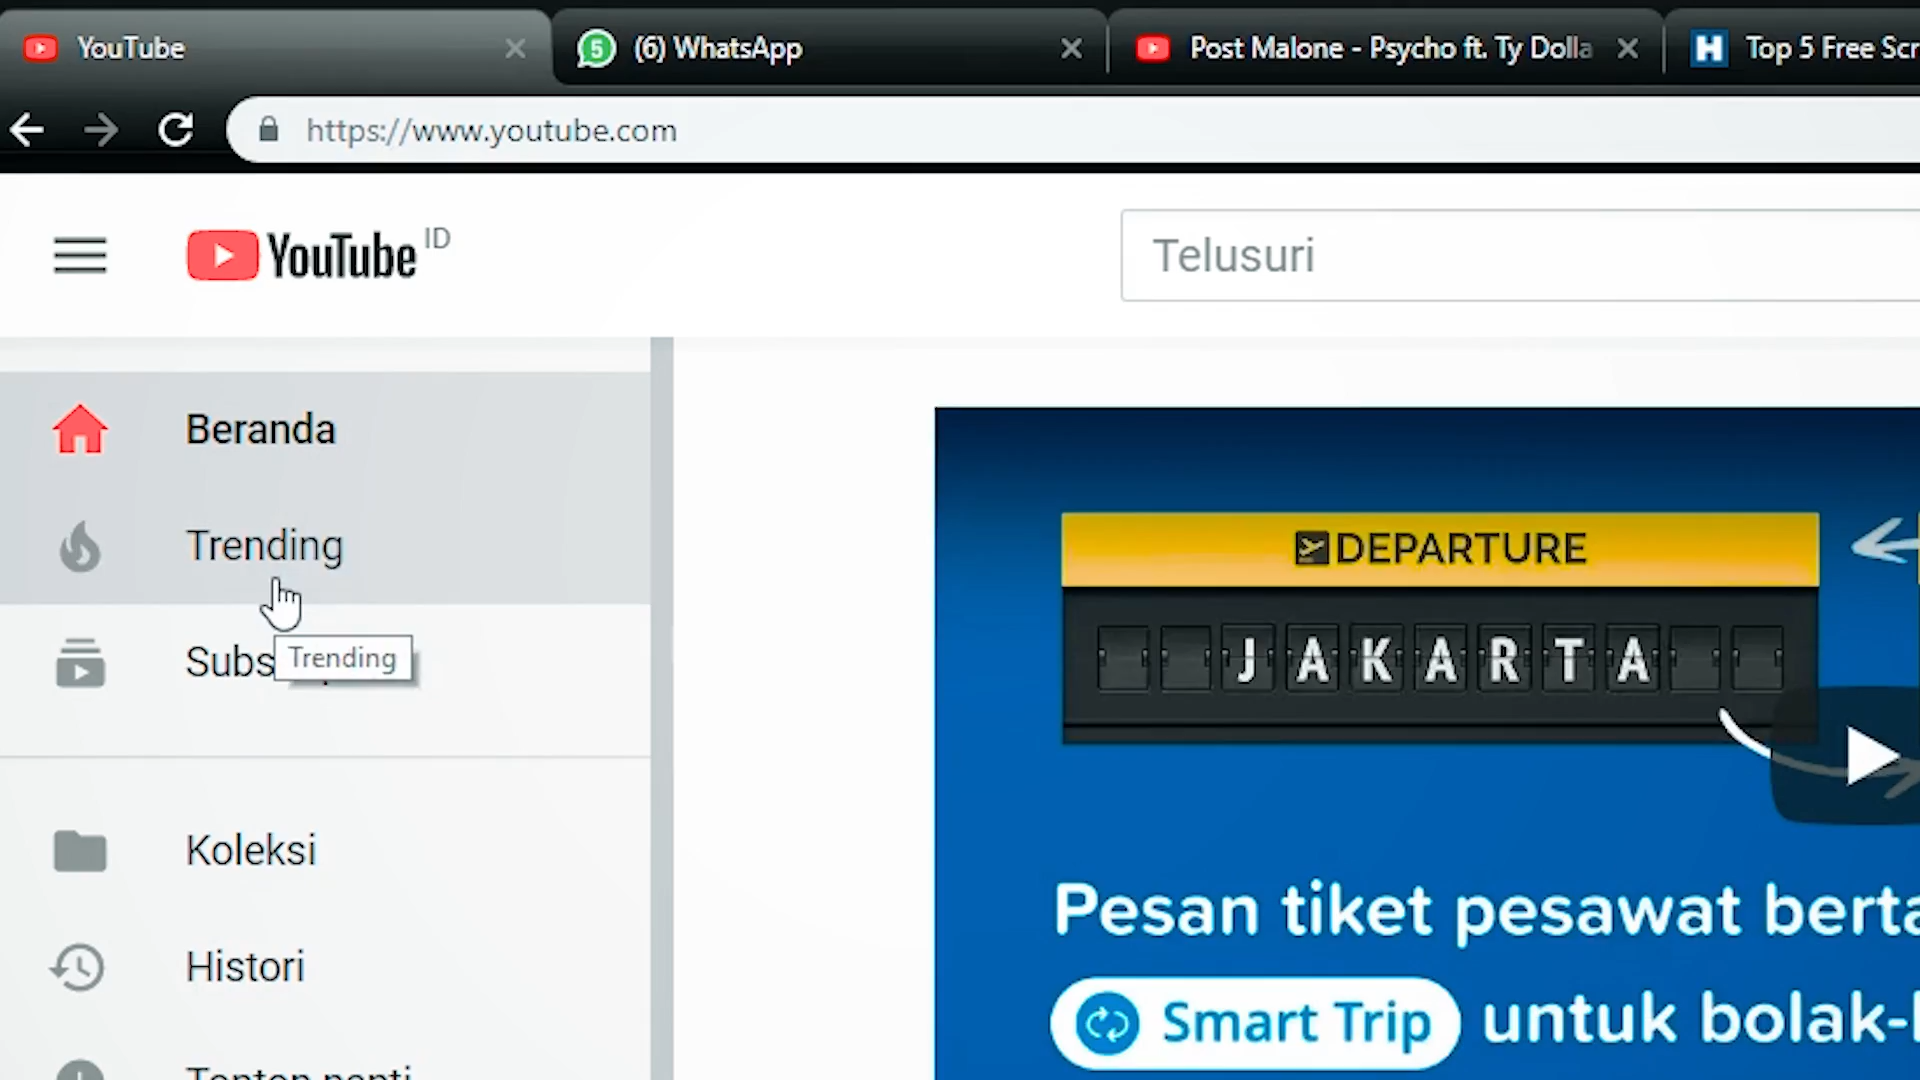 YouTube
5 (6) WhatsApp
Post Malone - Psycho ft. Ty Dolla
H Top 5 Free Scr
https://www.youtube.com
YouTube ID
Telusuri
Beranda
Trending
Subs
Trending
Koleksi
Histori
DEPARTURE
JAKARTA
Pesan tiket pesawat berta
Smart Trip untuk bolak-